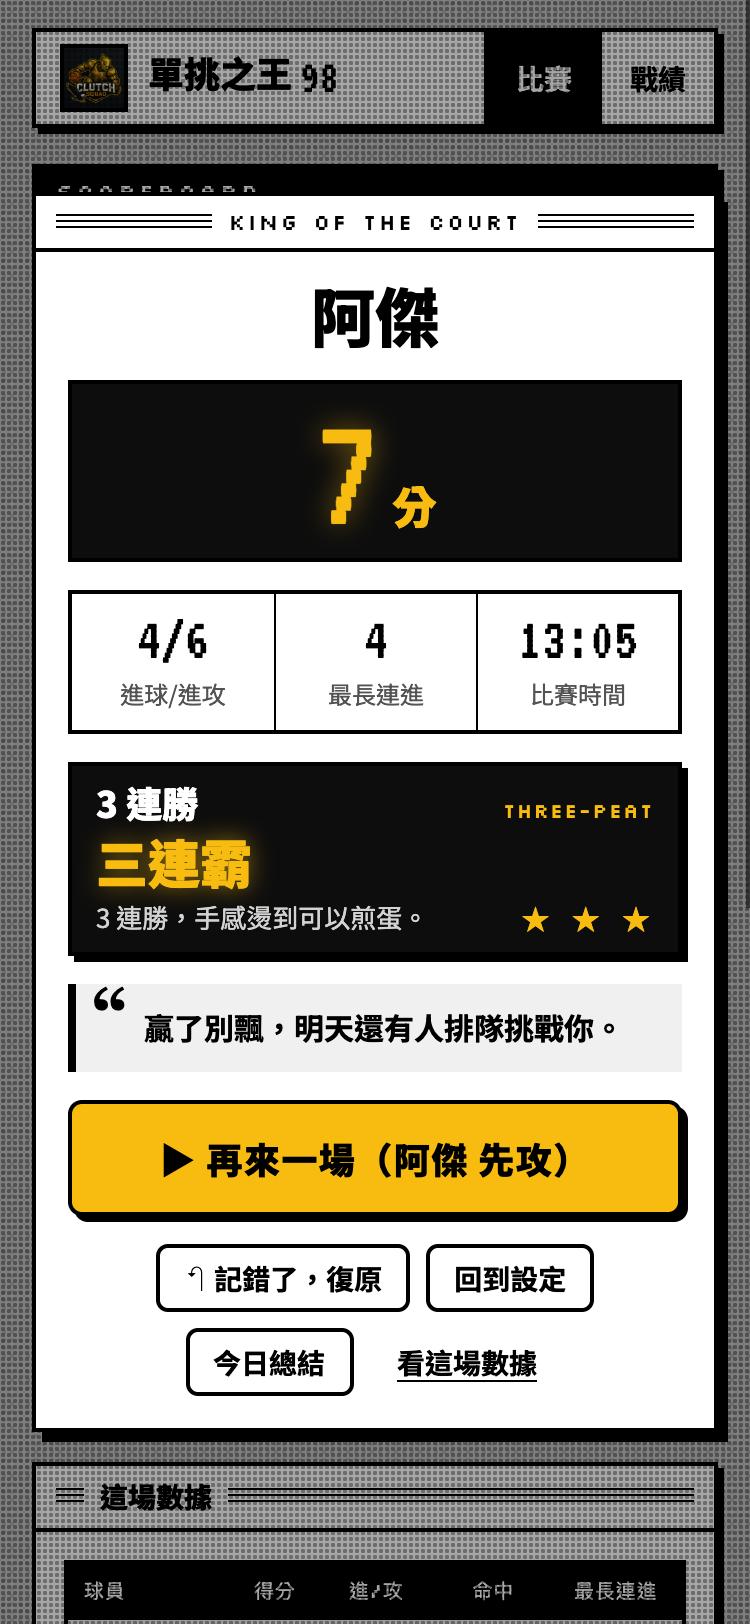 CLUTCH
SQUAD
單挑之王 98
比賽
戰績
SCOREBOARD
KING OF THE COURT
阿傑
7 分
4/6
進球/進攻
4
最長連進
13:05
比賽時間
3 連勝
THREE-PEAT
三連霸
3 連勝，手感燙到可以煎蛋。
★ ★ ★
“ 贏了別飄，明天還有人排隊挑戰你。
▶ 再來一場（阿傑 先攻）
記錯了，復原
回到設定
今日總結
看這場數據
這場數據
球員 得分 進/攻 命中 最長連進